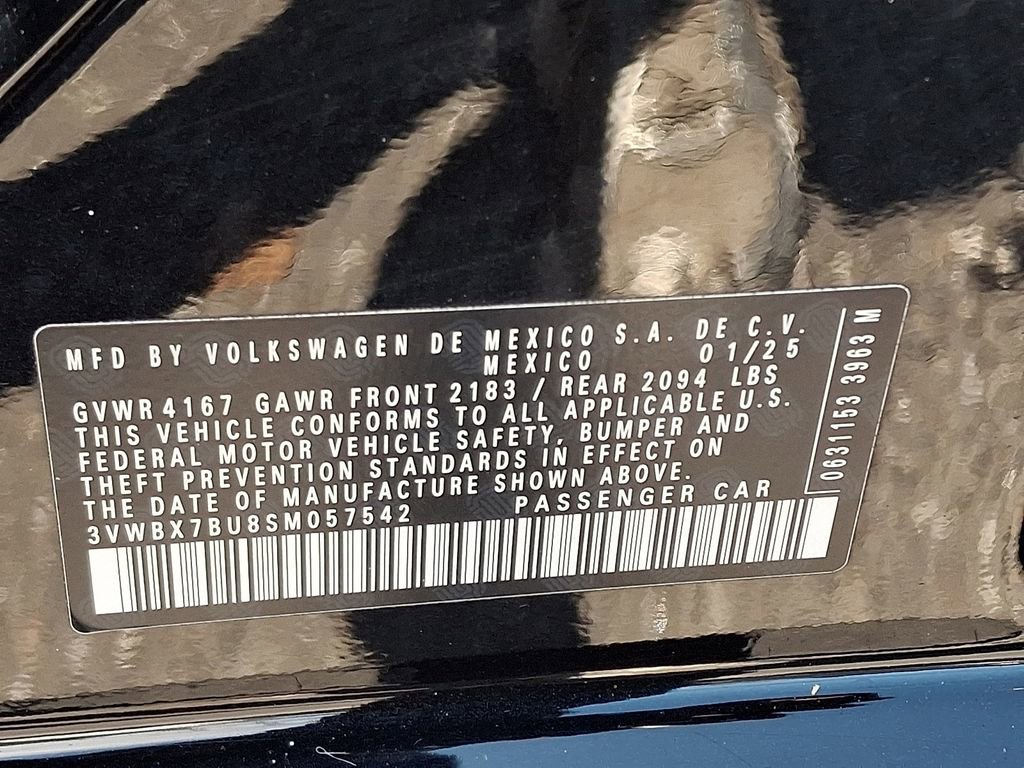 MFD BY VOLKSWAGEN DE MEXICO S.A. DE C.V.
MEXICO 01/25
GVWR 4167 GAWR FRONT 2183 / REAR 2094 LBS
THIS VEHICLE CONFORMS TO ALL APPLICABLE U.S.
FEDERAL MOTOR VEHICLE SAFETY, BUMPER AND
THEFT PREVENTION STANDARDS IN EFFECT ON
THE DATE OF MANUFACTURE SHOWN ABOVE.
3VWBX7BU8SM057542 PASSENGER CAR
0631153 3963 M